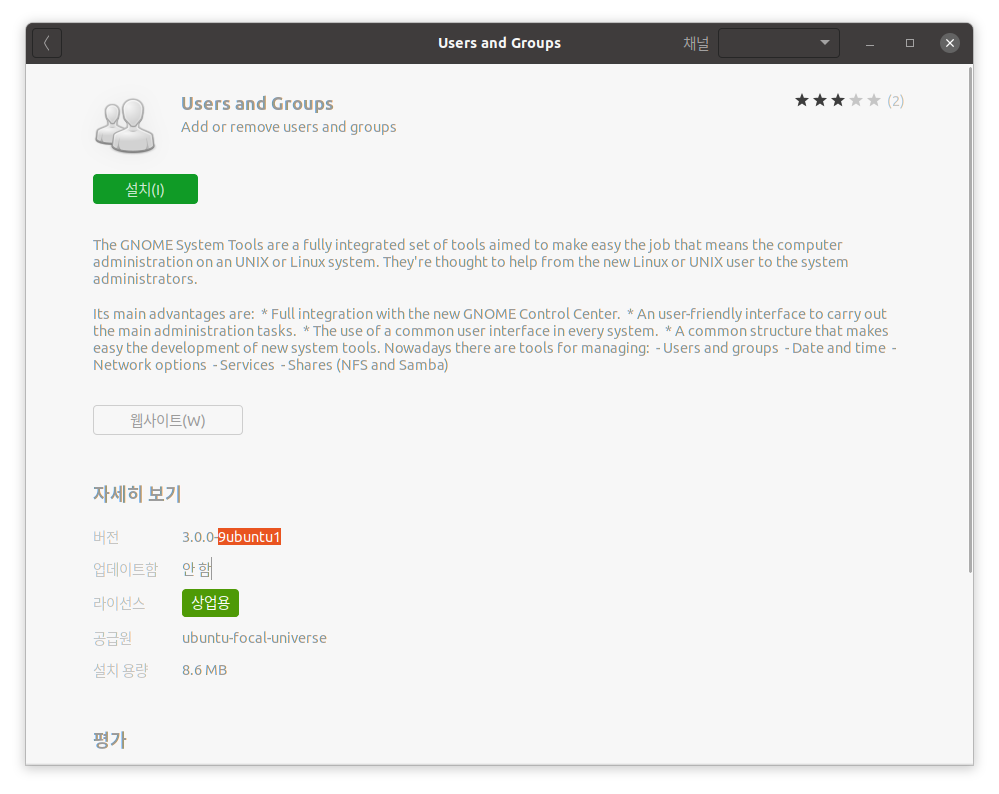 Users and Groups
채널
Users and Groups
(2)
Add or remove users and groups
설치(I)
The GNOME System Tools are a fully integrated set of tools aimed to make easy the job that means the computer
administration on an UNIX or Linux system. They're thought to help from the new Linux or UNIX user to the system
administrators.
Its main advantages are:  * Full integration with the new GNOME Control Center.  * An user-friendly interface to carry out
the main administration tasks.  * The use of a common user interface in every system.  * A common structure that makes
easy the development of new system tools. Nowadays there are tools for managing:  - Users and groups  - Date and time  -
Network options  - Services  - Shares (NFS and Samba)
웹사이트(W)
자세히 보기
버전 3.0.0-9ubuntu1
업데이트함 안 함
라이선스 상업용
공급원 ubuntu-focal-universe
설치 용량 8.6 MB
평가